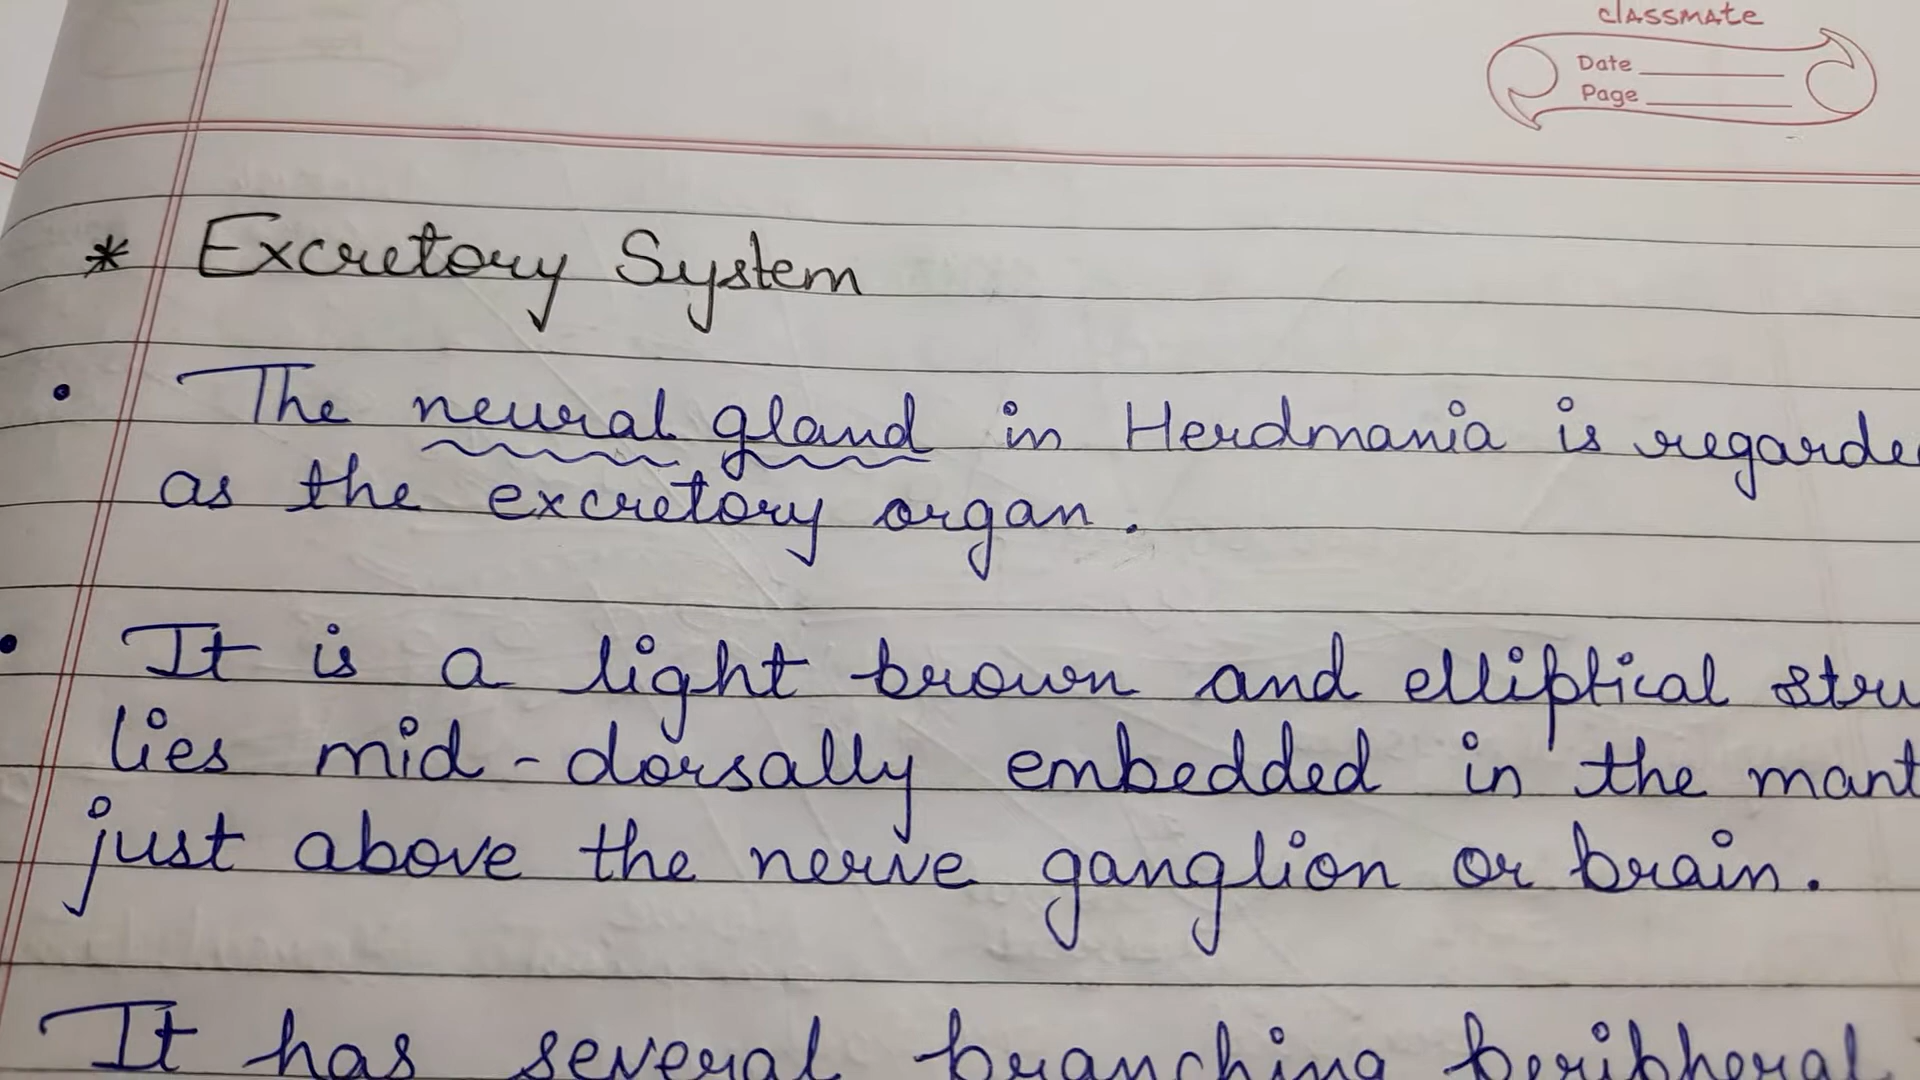 classmate
Date
Page
* Excretory System
• The neural gland in Herdmania is regarde
as the excretory organ.
• It is a light brown and elliptical stru
lies mid-dorsally embedded in the mant
just above the nerve ganglion or brain.
It has several branching peripheral